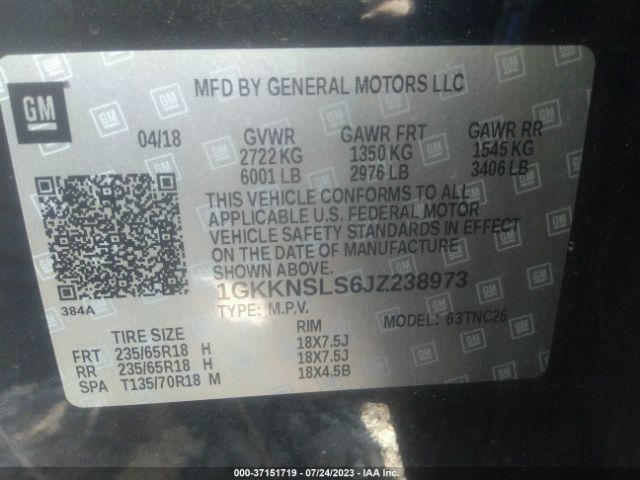 GM
MFD BY GENERAL MOTORS LLC
04/18 GVWR GAWR FRT GAWR RR
2722 KG 1350 KG 1545 KG
6001 LB 2976 LB 3406 LB
THIS VEHICLE CONFORMS TO ALL
APPLICABLE U.S. FEDERAL MOTOR
VEHICLE SAFETY STANDARDS IN EFFECT
ON THE DATE OF MANUFACTURE
SHOWN ABOVE.
1GKKNSLS6JZ238973
384A
TYPE: M.P.V. MODEL: 63TNC26
TIRE SIZE RIM
FRT 235/65R18 H 18X7.5J
RR 235/65R18 H 18X7.5J
SPA T135/70R18 M 18X4.5B
000-37151719 // 07/24/2023 // IAA Inc.